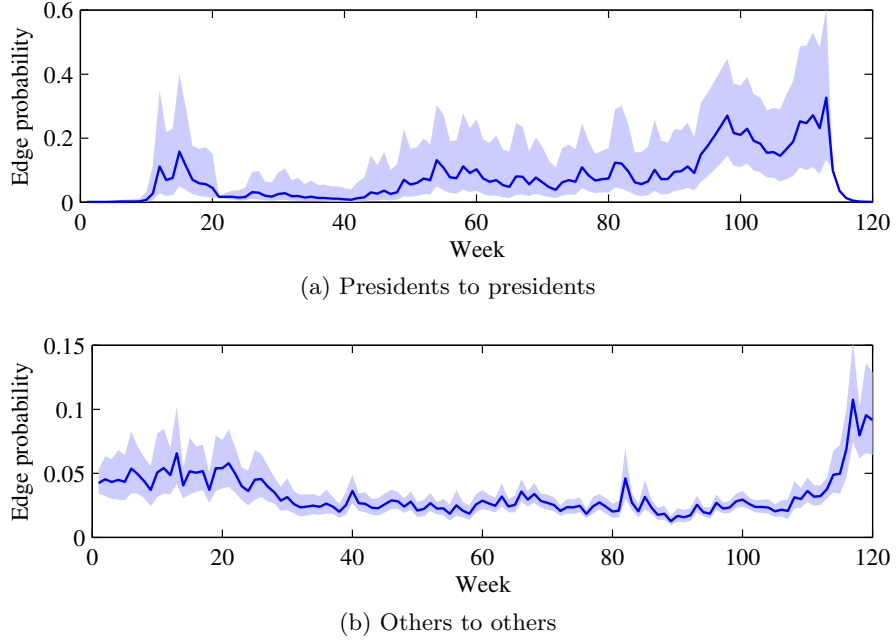 0.6
0.4
0.2
0
Edge probability
0 20 40 60 80 100 120
Week
(a) Presidents to presidents
0.15
0.1
0.05
0
Edge probability
0 20 40 60 80 100 120
Week
(b) Others to others